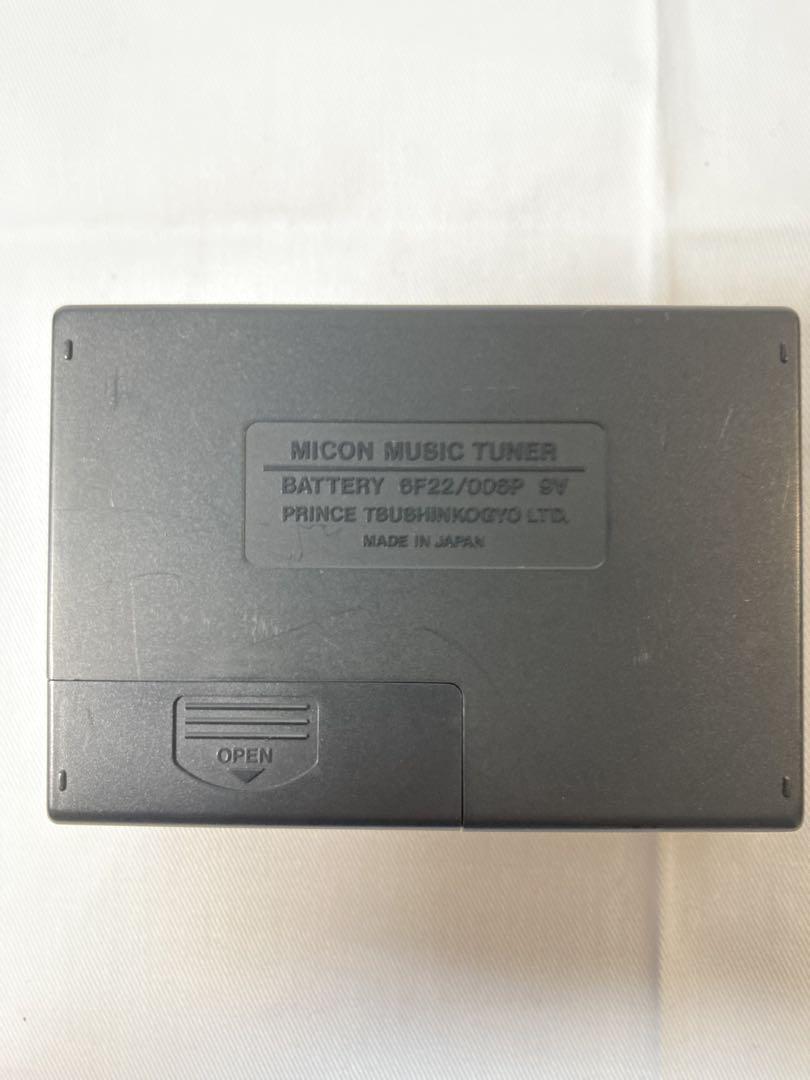 MICON MUSIC TUNER
BATTERY 6F22/006P 9V
PRINCE TSUSHINKOGYO LTD.
MADE IN JAPAN
OPEN